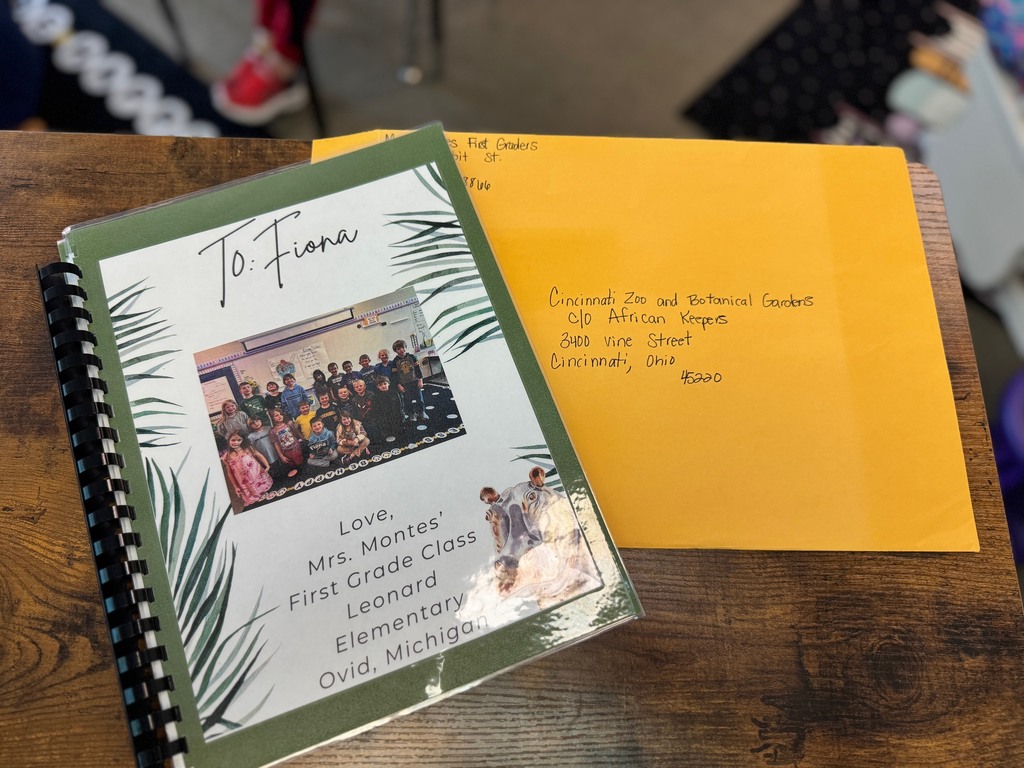 To: Fiona
Love,
Mrs. Montes'
First Grade Class
Leonard
Elementary
Ovid, Michigan
First Graders
St.
Cincinnati Zoo and Botanical Gardens
c/o African Keepers
3400 vine Street
Cincinnati, Ohio
45220